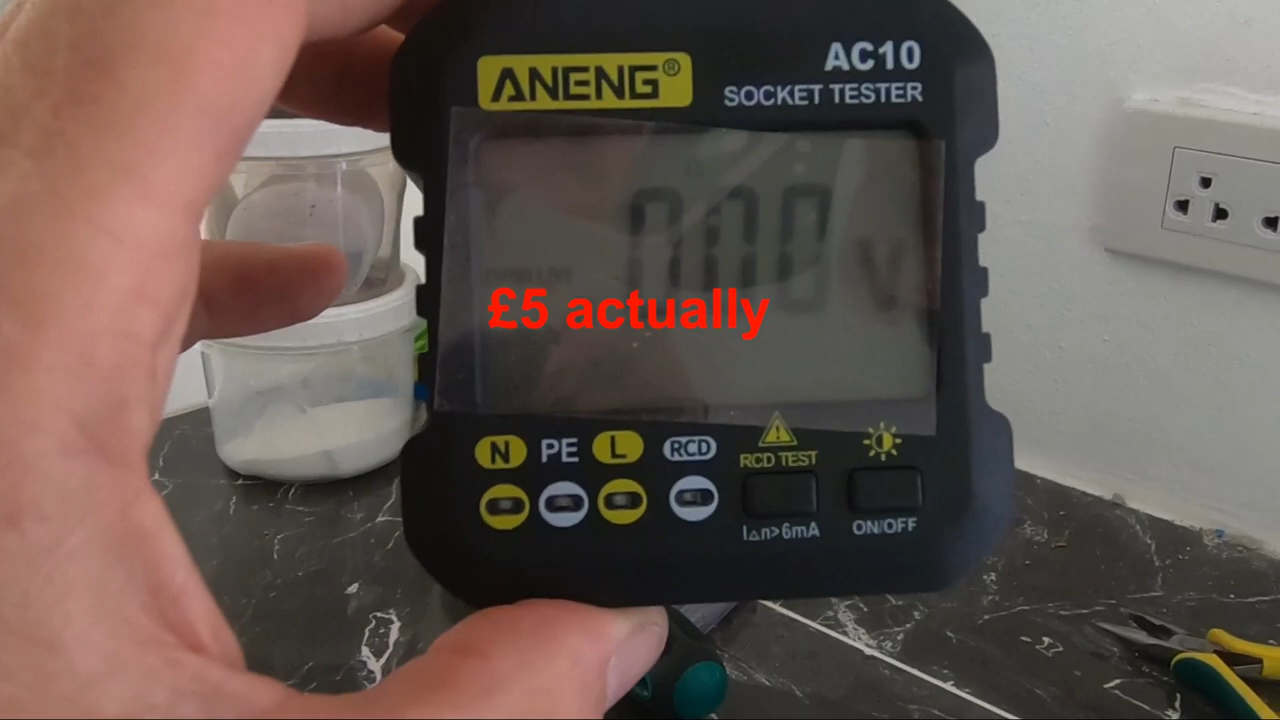 ANENG®
AC10
SOCKET TESTER
V
£5 actually
N PE L RCD
RCD TEST
I△n>6mA
ON/OFF